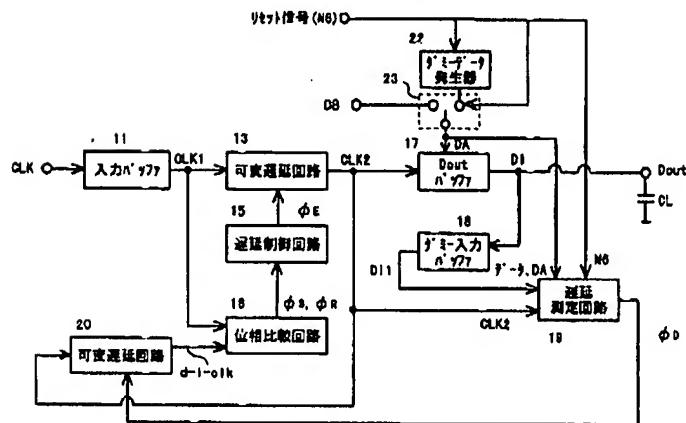 リセット信号(N6)
22
ダミーデータ
発生器
23
DB
11
13
17
DA
CLK
入力バッファ
CLK1
可変遅延回路
CLK2
Dout
バッファ
DI
Dout
CL
15
φE
遅延制御回路
18
ダミー入力
バッファ
DI1
データ、DA
N6
16
φS, φR
位相比較回路
遅延
測定回路
19
φD
CLK2
20
可変遅延回路
d-i-clk